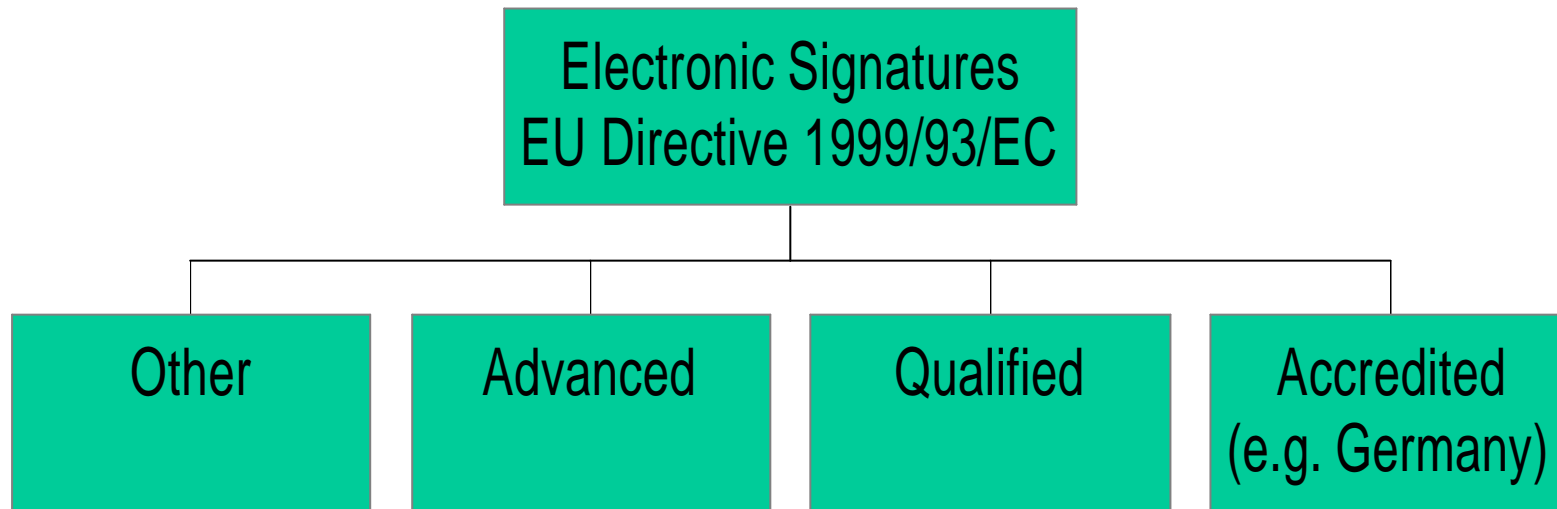 Electronic Signatures
EU Directive 1999/93/EC
Other
Advanced
Qualified
Accredited
(e.g. Germany)